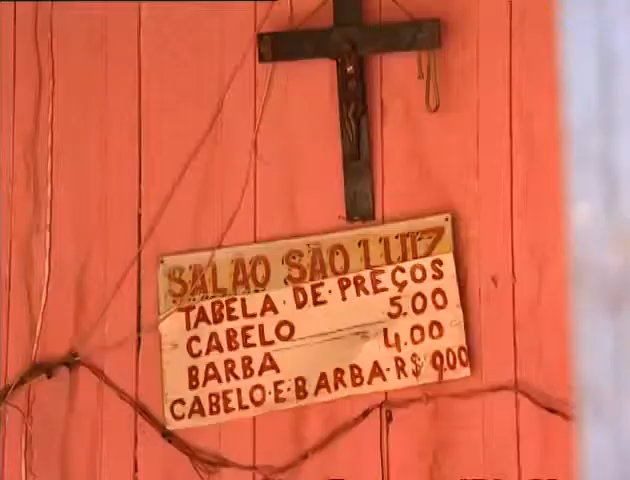 SALAO SÃO LUIZ
TABELA DE PREÇOS
CABELO 5.00
BARBA 4.00
CABELO E BARBA R$ 9.00